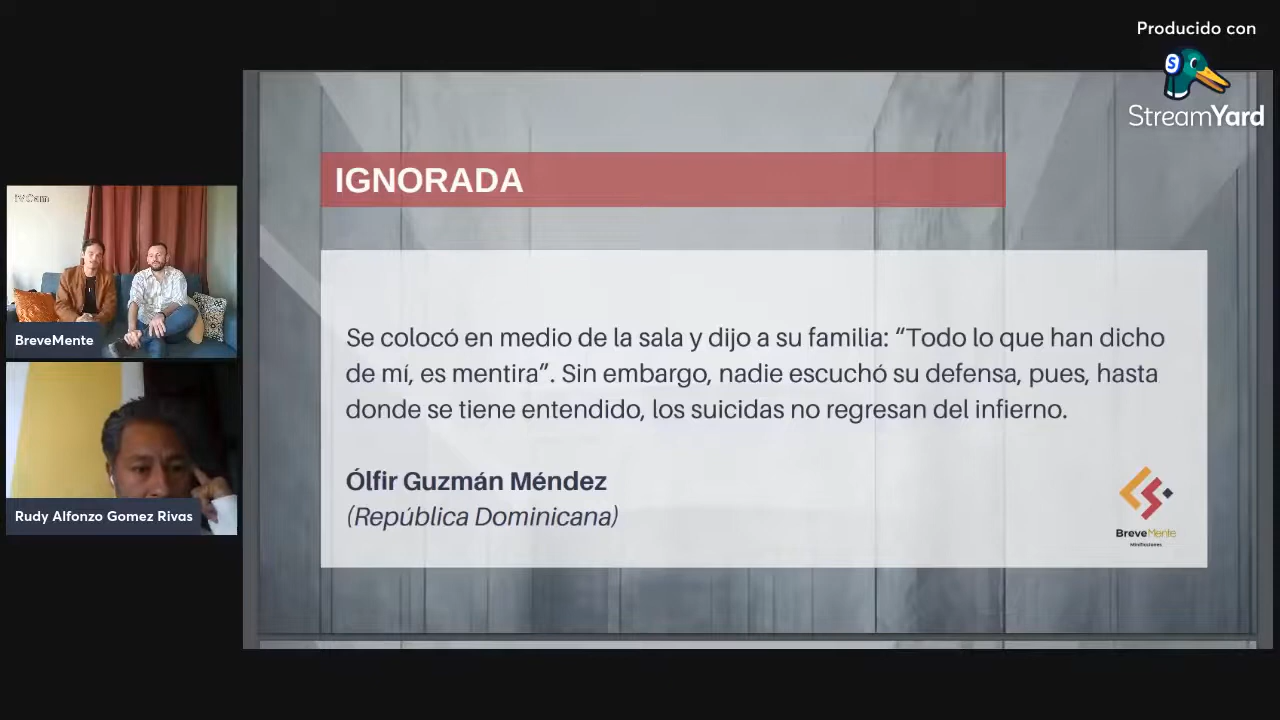 Producido con
StreamYard
IGNORADA
Se colocó en medio de la sala y dijo a su familia: “Todo lo que han dicho
de mí, es mentira”. Sin embargo, nadie escuchó su defensa, pues, hasta
donde se tiene entendido, los suicidas no regresan del infierno.
Ólfir Guzmán Méndez
(República Dominicana)
BreveMente
Minificciones
iVCam
BreveMente
Rudy Alfonzo Gomez Rivas